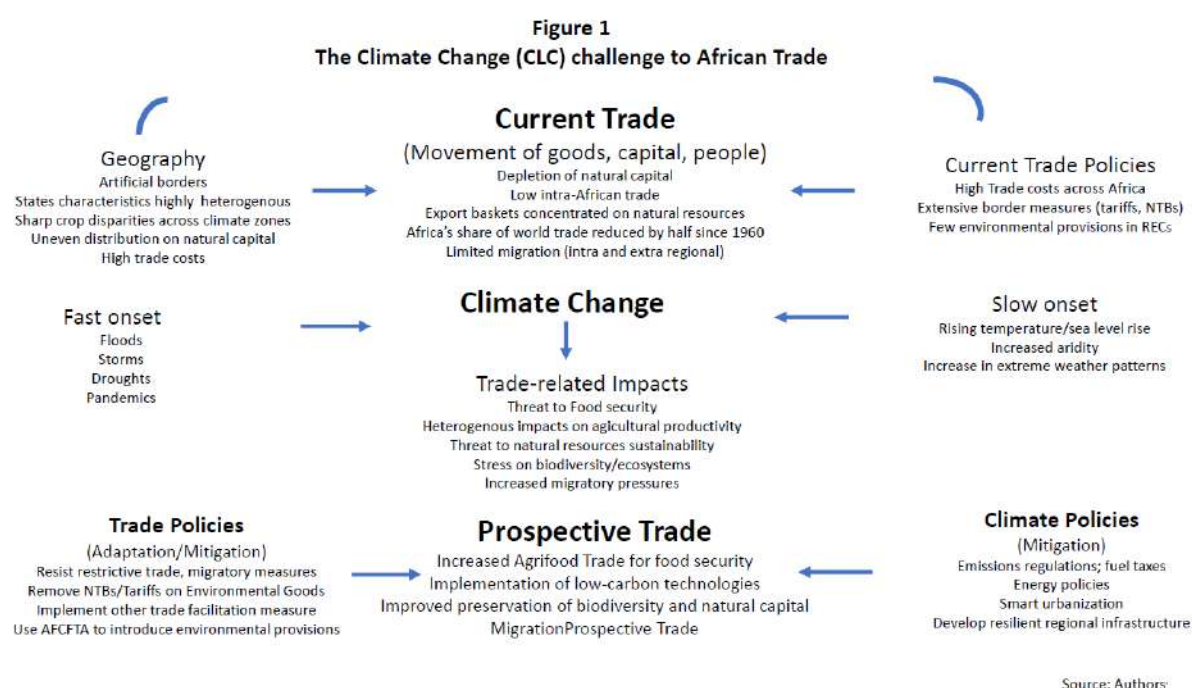 Figure 1
The Climate Change (CLC) challenge to African Trade
Current Trade
(Movement of goods, capital, people)
Depletion of natural capital
Low intra-African trade
Export baskets concentrated on natural resources
Africa's share of world trade reduced by half since 1960
Limited migration (intra and extra regional)
Geography
Artificial borders
States characteristics highly heterogenous
Sharp crop disparities across climate zones
Uneven distribution on natural capital
High trade costs
Current Trade Policies
High Trade costs across Africa
Extensive border measures (tariffs, NTBs)
Few environmental provisions in RECs
Climate Change
Fast onset
Floods
Storms
Droughts
Pandemics
Slow onset
Rising temperature/sea level rise
Increased aridity
Increase in extreme weather patterns
Trade-related Impacts
Threat to Food security
Heterogenous impacts on agicultural productivity
Threat to natural resources sustainability
Stress on biodiversity/ecosystems
Increased migratory pressures
Trade Policies
(Adaptation/Mitigation)
Resist restrictive trade, migratory measures
Remove NTBs/Tariffs on Environmental Goods
Implement other trade facilitation measure
Use AFCFTA to introduce environmental provisions
Prospective Trade
Increased Agrifood Trade for food security
Implementation of low-carbon technologies
Improved preservation of biodiversity and natural capital
MigrationProspective Trade
Climate Policies
(Mitigation)
Emissions regulations; fuel taxes
Energy policies
Smart urbanization
Develop resilient regional infrastructure
Source: Authors'